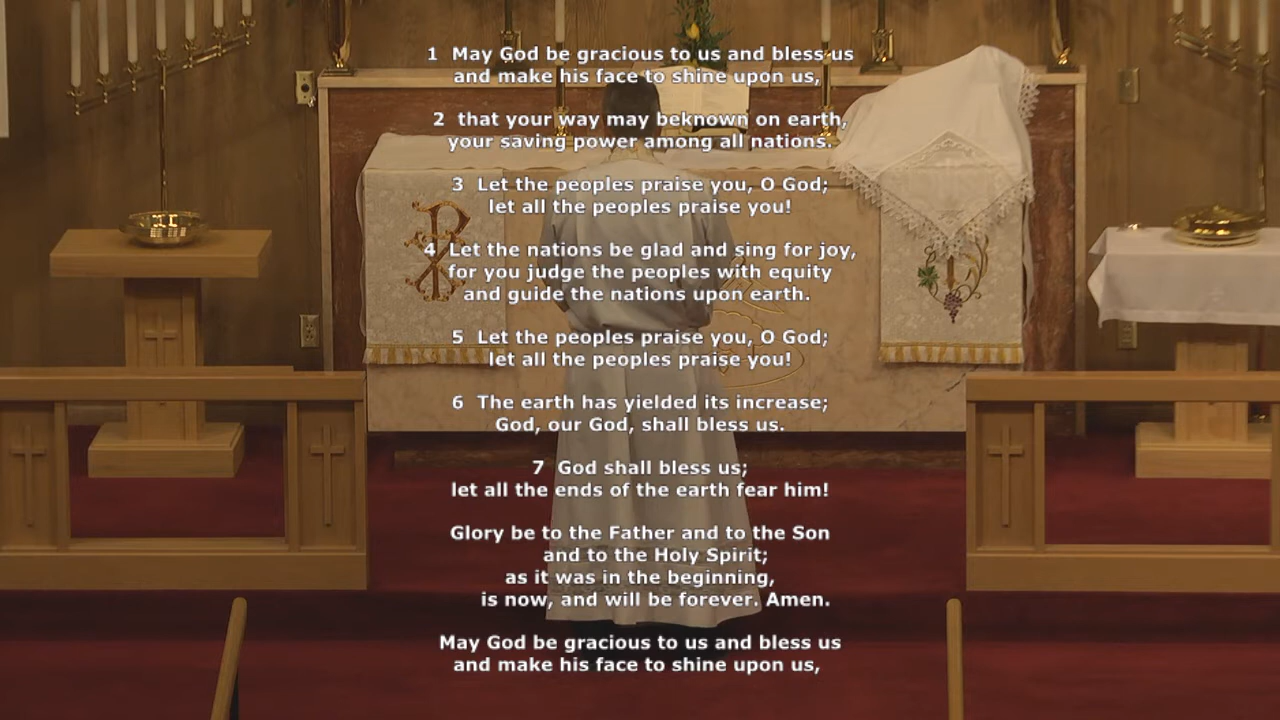 1 May God be gracious to us and bless us
and make his face to shine upon us,
2 that your way may beknown on earth,
your saving power among all nations.
3 Let the peoples praise you, O God;
let all the peoples praise you!
4 Let the nations be glad and sing for joy,
for you judge the peoples with equity
and guide the nations upon earth.
5 Let the peoples praise you, O God;
let all the peoples praise you!
6 The earth has yielded its increase;
God, our God, shall bless us.
7 God shall bless us;
let all the ends of the earth fear him!
Glory be to the Father and to the Son
and to the Holy Spirit;
as it was in the beginning,
is now, and will be forever. Amen.
May God be gracious to us and bless us
and make his face to shine upon us,